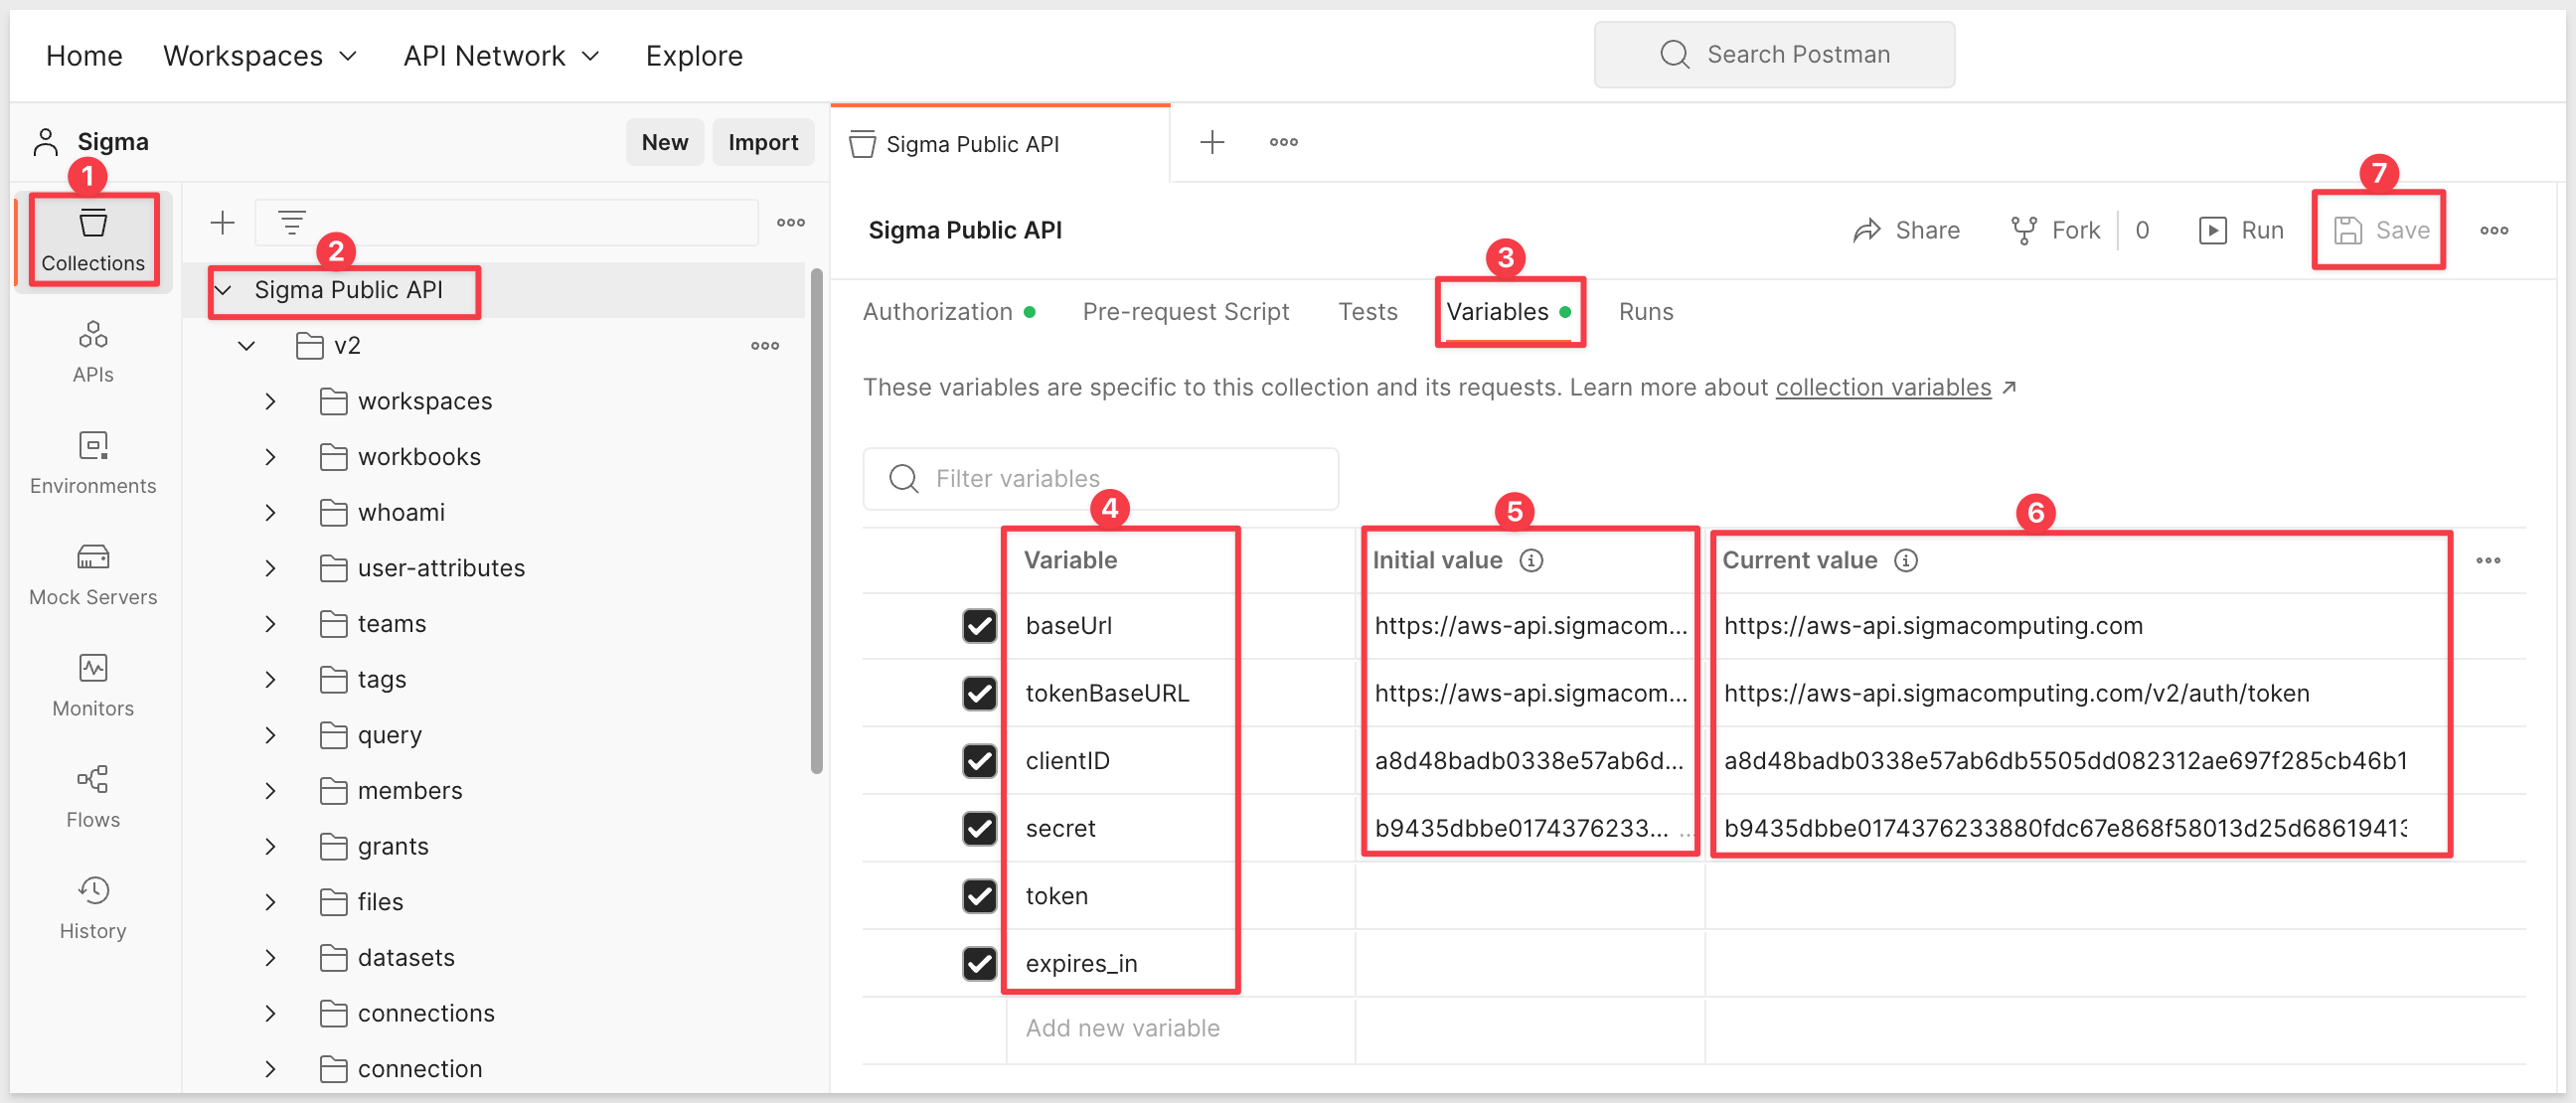 Home Workspaces API Network Explore Search Postman
Sigma New Import
Sigma Public API
1
Collections
APIs
Environments
Mock Servers
Monitors
Flows
History
2
Sigma Public API
v2
workspaces
workbooks
whoami
user-attributes
teams
tags
query
members
grants
files
datasets
connections
connection
Sigma Public API Share Fork 0 Run Save
7
3
Authorization Pre-request Script Tests Variables Runs
These variables are specific to this collection and its requests. Learn more about collection variables ↗
Filter variables
4 5 6
Variable Initial value Current value
baseUrl https://aws-api.sigmacom... https://aws-api.sigmacomputing.com
tokenBaseURL https://aws-api.sigmacom... https://aws-api.sigmacomputing.com/v2/auth/token
clientID a8d48badb0338e57ab6d... a8d48badb0338e57ab6db5505dd082312ae697f285cb46b1
secret b9435dbbe0174376233... ... b9435dbbe0174376233880fdc67e868f58013d25d68619413
token
expires_in
Add new variable